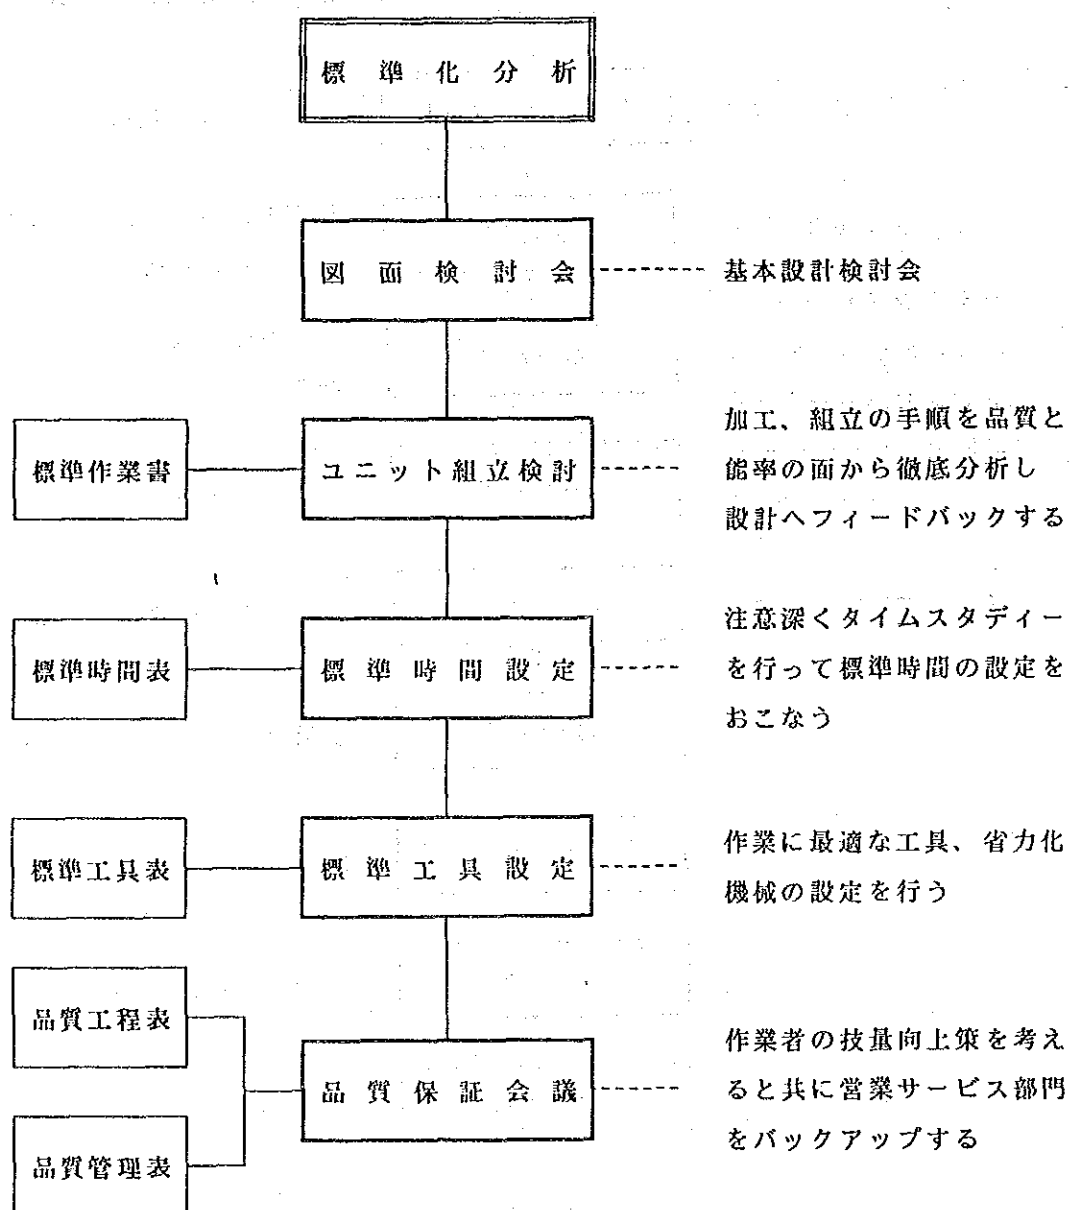 標準化分析
図面検討会
基本設計検討会
標準作業書
ユニット組立検討
加工、組立の手順を品質と
能率の面から徹底分析し
設計へフィードバックする
標準時間表
標準時間設定
注意深くタイムスタディー
を行って標準時間の設定を
おこなう
標準工具表
標準工具設定
作業に最適な工具、省力化
機械の設定を行う
品質工程表
品質管理表
品質保証会議
作業者の技量向上策を考え
ると共に営業サービス部門
をバックアップする